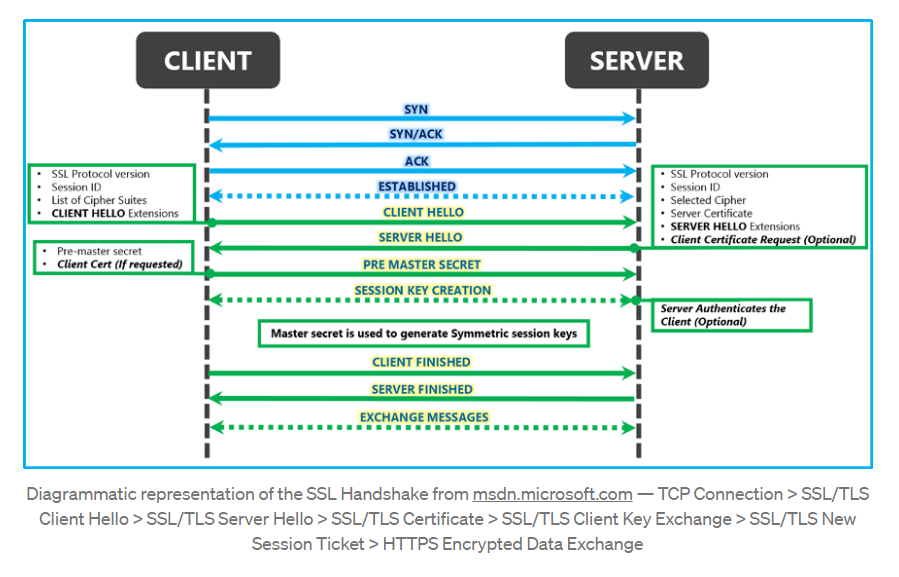 CLIENT
SERVER
SYN
SYN/ACK
ACK
ESTABLISHED
• SSL Protocol version
• Session ID
• List of Cipher Suites
• CLIENT HELLO Extensions
• SSL Protocol version
• Session ID
• Selected Cipher
• Server Certificate
• SERVER HELLO Extensions
• Client Certificate Request (Optional)
CLIENT HELLO
SERVER HELLO
• Pre-master secret
• Client Cert (If requested)
PRE MASTER SECRET
SESSION KEY CREATION
Server Authenticates the
Client (Optional)
Master secret is used to generate Symmetric session keys
CLIENT FINISHED
SERVER FINISHED
EXCHANGE MESSAGES
Diagrammatic representation of the SSL Handshake from msdn.microsoft.com — TCP Connection > SSL/TLS
Client Hello > SSL/TLS Server Hello > SSL/TLS Certificate > SSL/TLS Client Key Exchange > SSL/TLS New
Session Ticket > HTTPS Encrypted Data Exchange